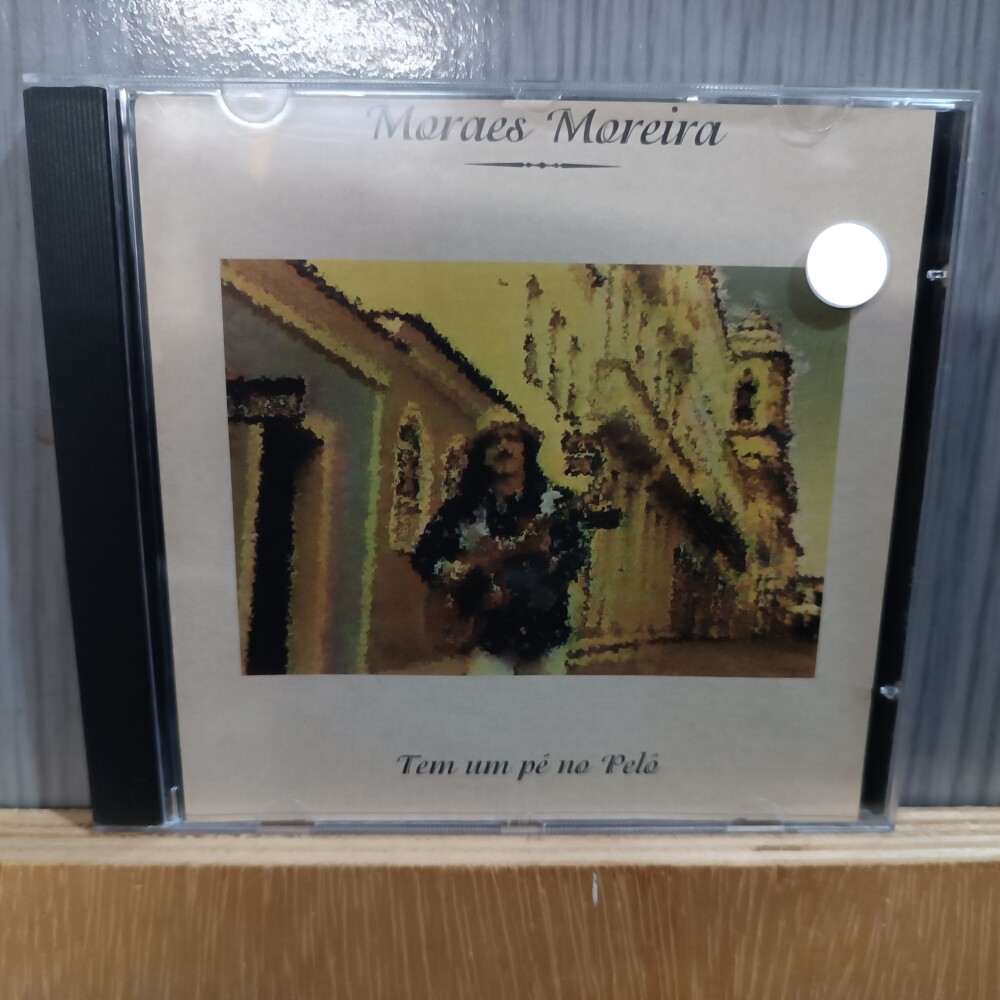 Moraes Moreira
Tem um pé no Pelô